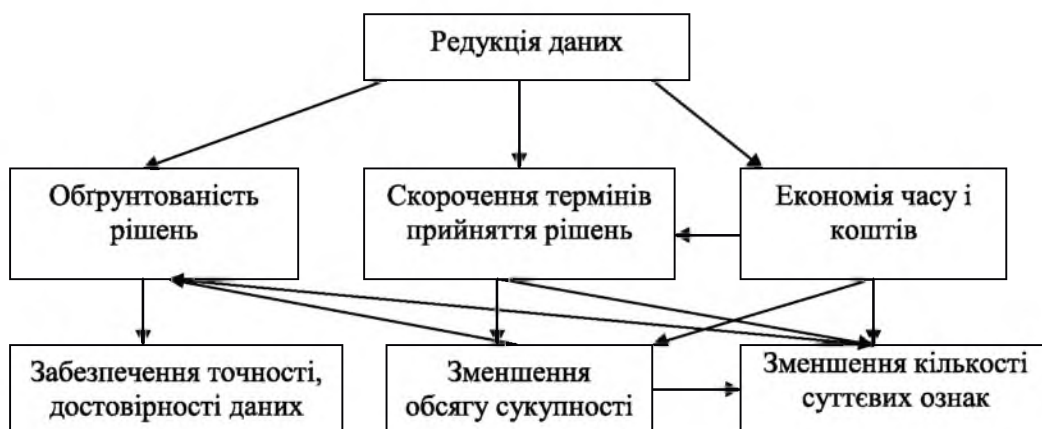 Редукція даних
Обґрунтованість
рішень
Скорочення термінів
прийняття рішень
Економія часу і
коштів
Забезпечення точності,
достовірності даних
Зменшення
обсягу сукупності
Зменшення кількості
суттєвих ознак